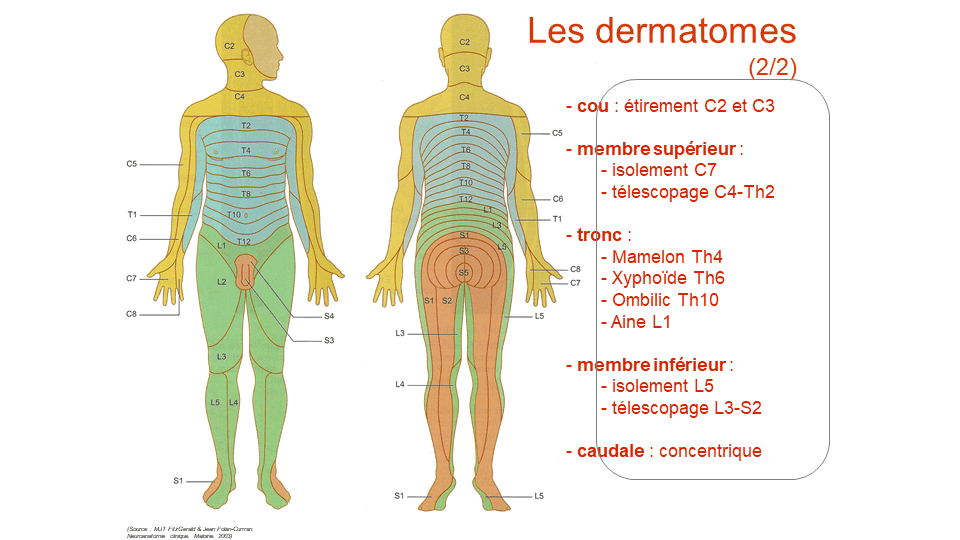 Les dermatomes
(2/2)
- cou : étirement C2 et C3
- membre supérieur :
- isolement C7
- télescopage C4-Th2
- tronc :
- Mamelon Th4
- Xyphoïde Th6
- Ombilic Th10
- Aine L1
- membre inférieur :
- isolement L5
- télescopage L3-S2
- caudale : concentrique
C2
C3
C4
T2
T4
C5
T6
T8
T10
T1
C6
T12
L1
C7
L2
C8
S4
S3
L3
L5 L4
S1
C2
C3
C4
T2
T4
C5
T6
T8
T10
T12
C6
L1
T1
L3
S1
L5
S3
C8
S5
C7
S1 S2
L5
L3
L4
S1
L5
(Source : MJT FitzGerald & Jean Folan-Curran,
Neuroanatomie clinique, Maloine, 2003)